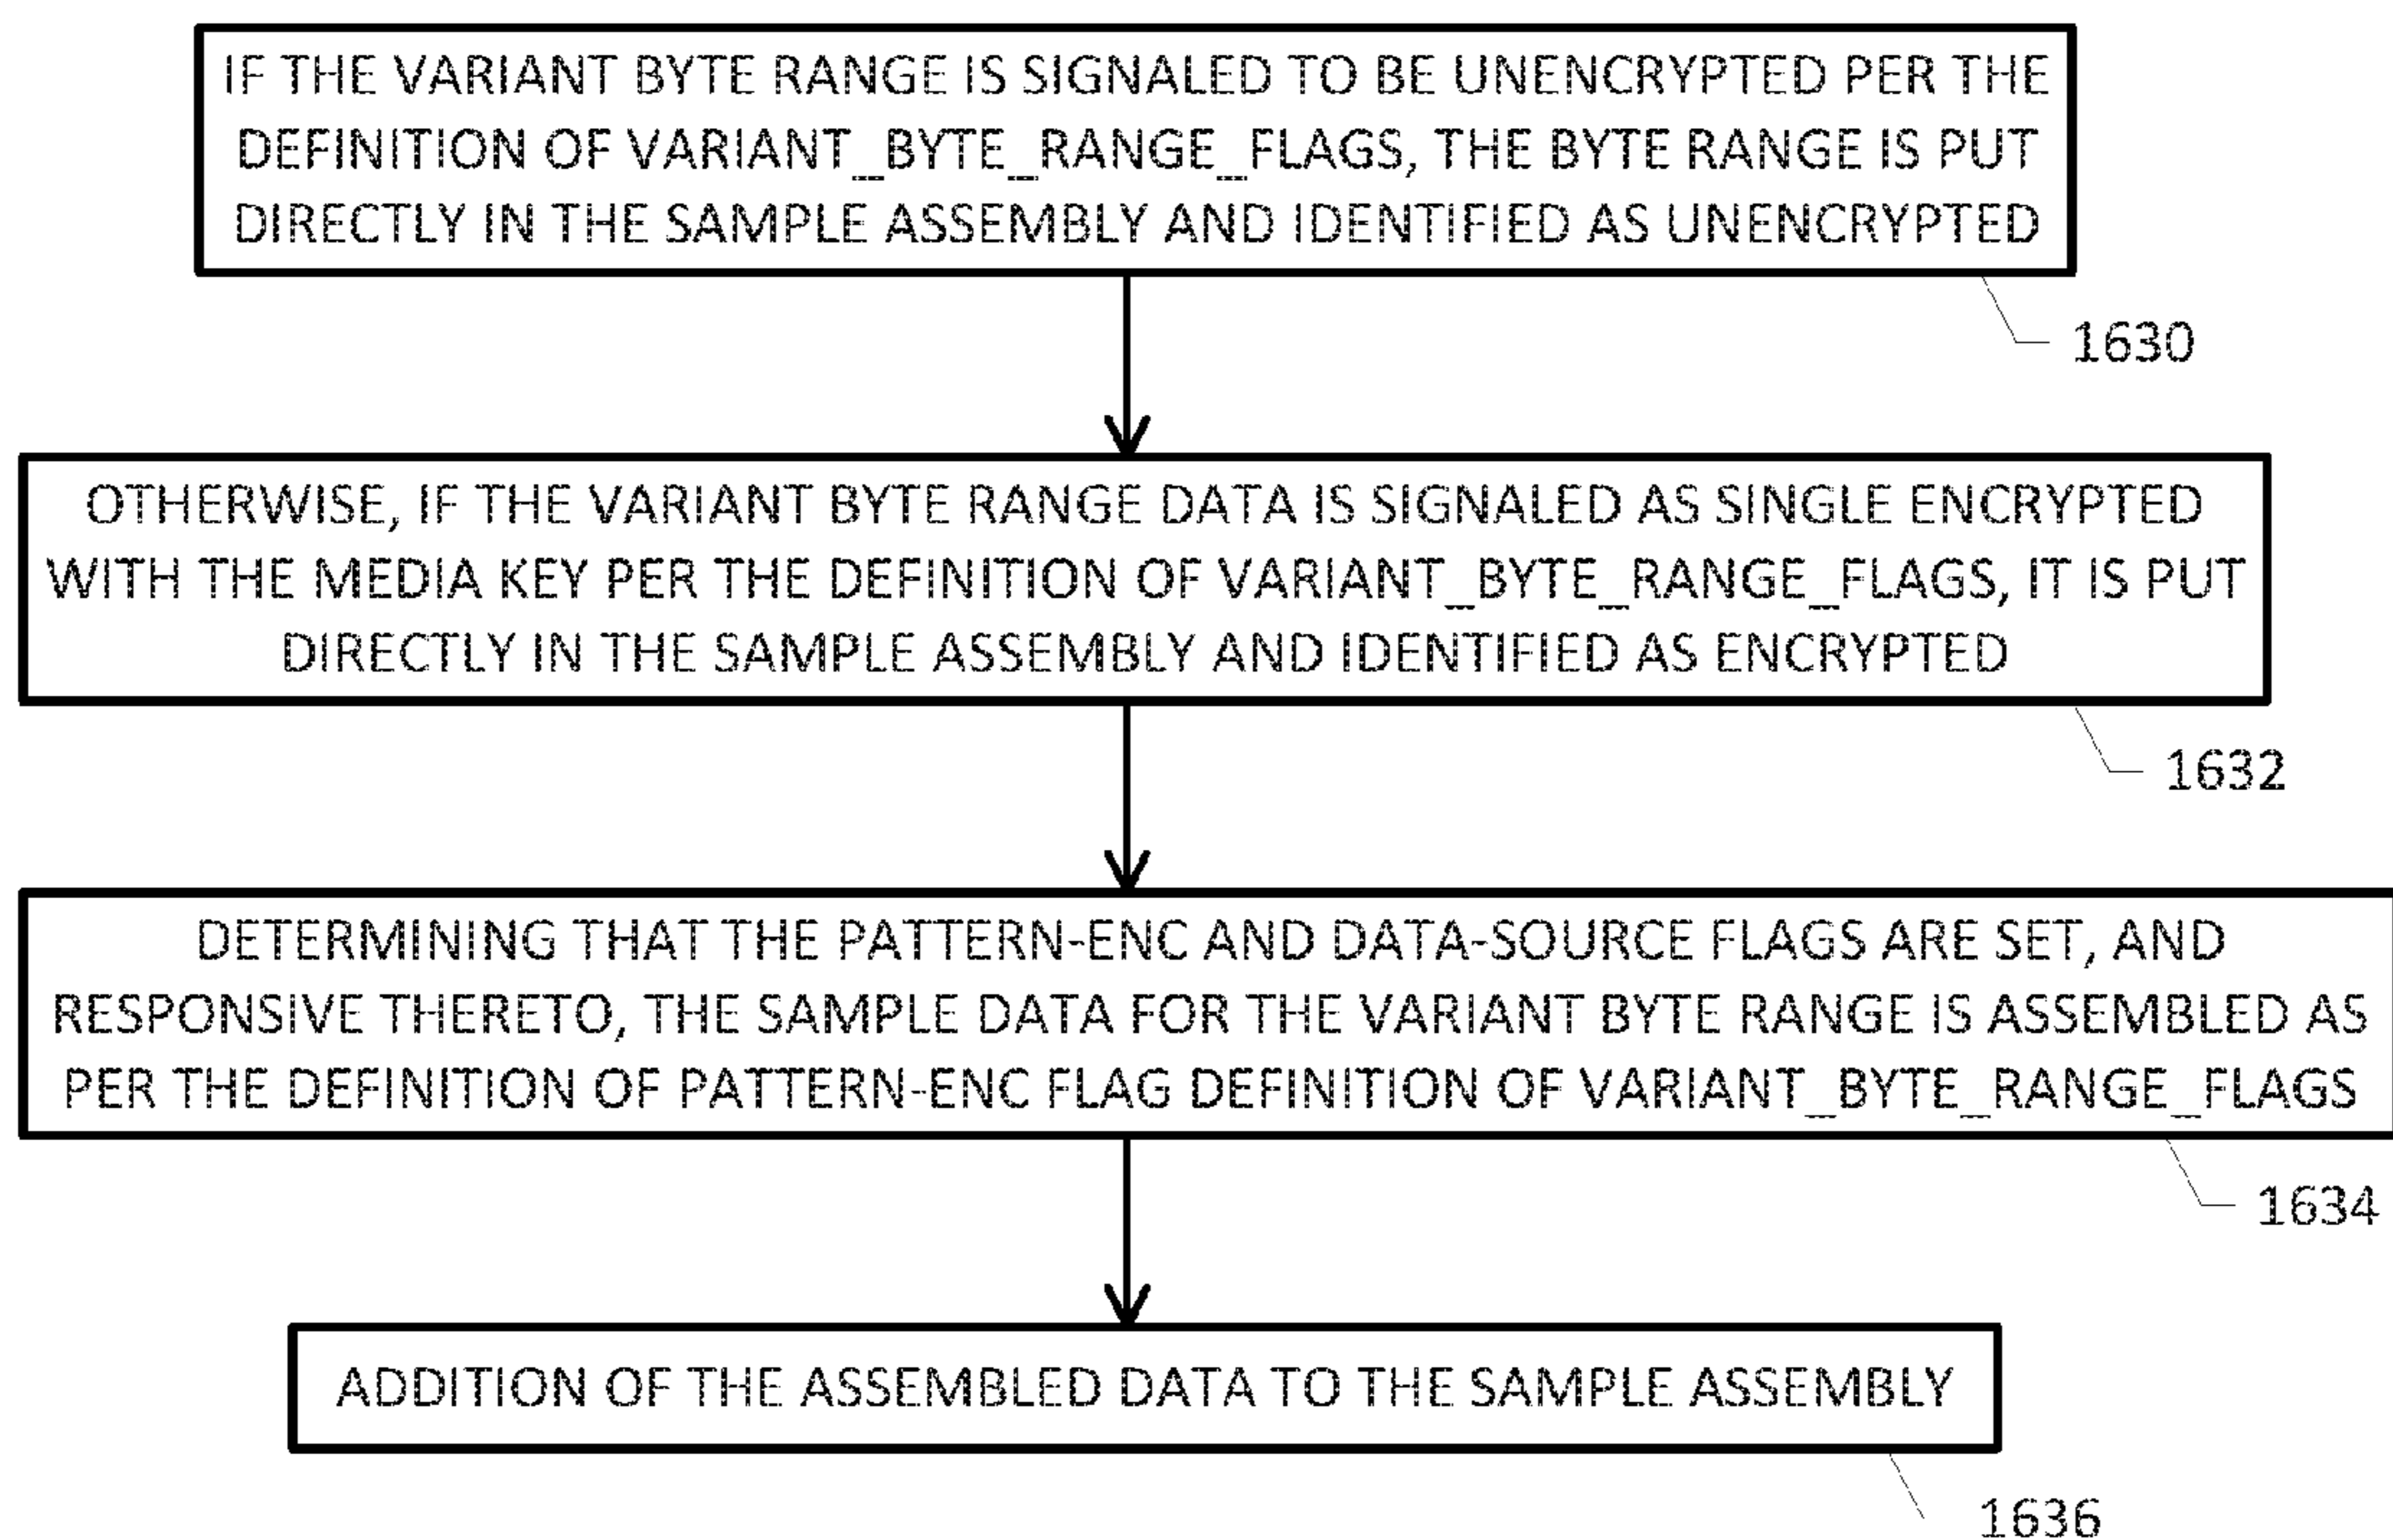 IF THE VARIANT BYTE RANGE IS SIGNALED TO BE UNENCRYPTED PER THE
DEFINITION OF VARIANT_BYTE_RANGE_FLAGS, THE BYTE RANGE IS PUT
DIRECTLY IN THE SAMPLE ASSEMBLY AND IDENTIFIED AS UNENCRYPTED
1630
OTHERWISE, IF THE VARIANT BYTE RANGE DATA IS SIGNALED AS SINGLE ENCRYPTED
WITH THE MEDIA KEY PER THE DEFINITION OF VARIANT_BYTE_RANGE_FLAGS, IT IS PUT
DIRECTLY IN THE SAMPLE ASSEMBLY AND IDENTIFIED AS ENCRYPTED
1632
DETERMINING THAT THE PATTERN-ENC AND DATA-SOURCE FLAGS ARE SET, AND
RESPONSIVE THERETO, THE SAMPLE DATA FOR THE VARIANT BYTE RANGE IS ASSEMBLED AS
PER THE DEFINITION OF PATTERN-ENC FLAG DEFINITION OF VARIANT_BYTE_RANGE_FLAGS
1634
ADDITION OF THE ASSEMBLED DATA TO THE SAMPLE ASSEMBLY
1636